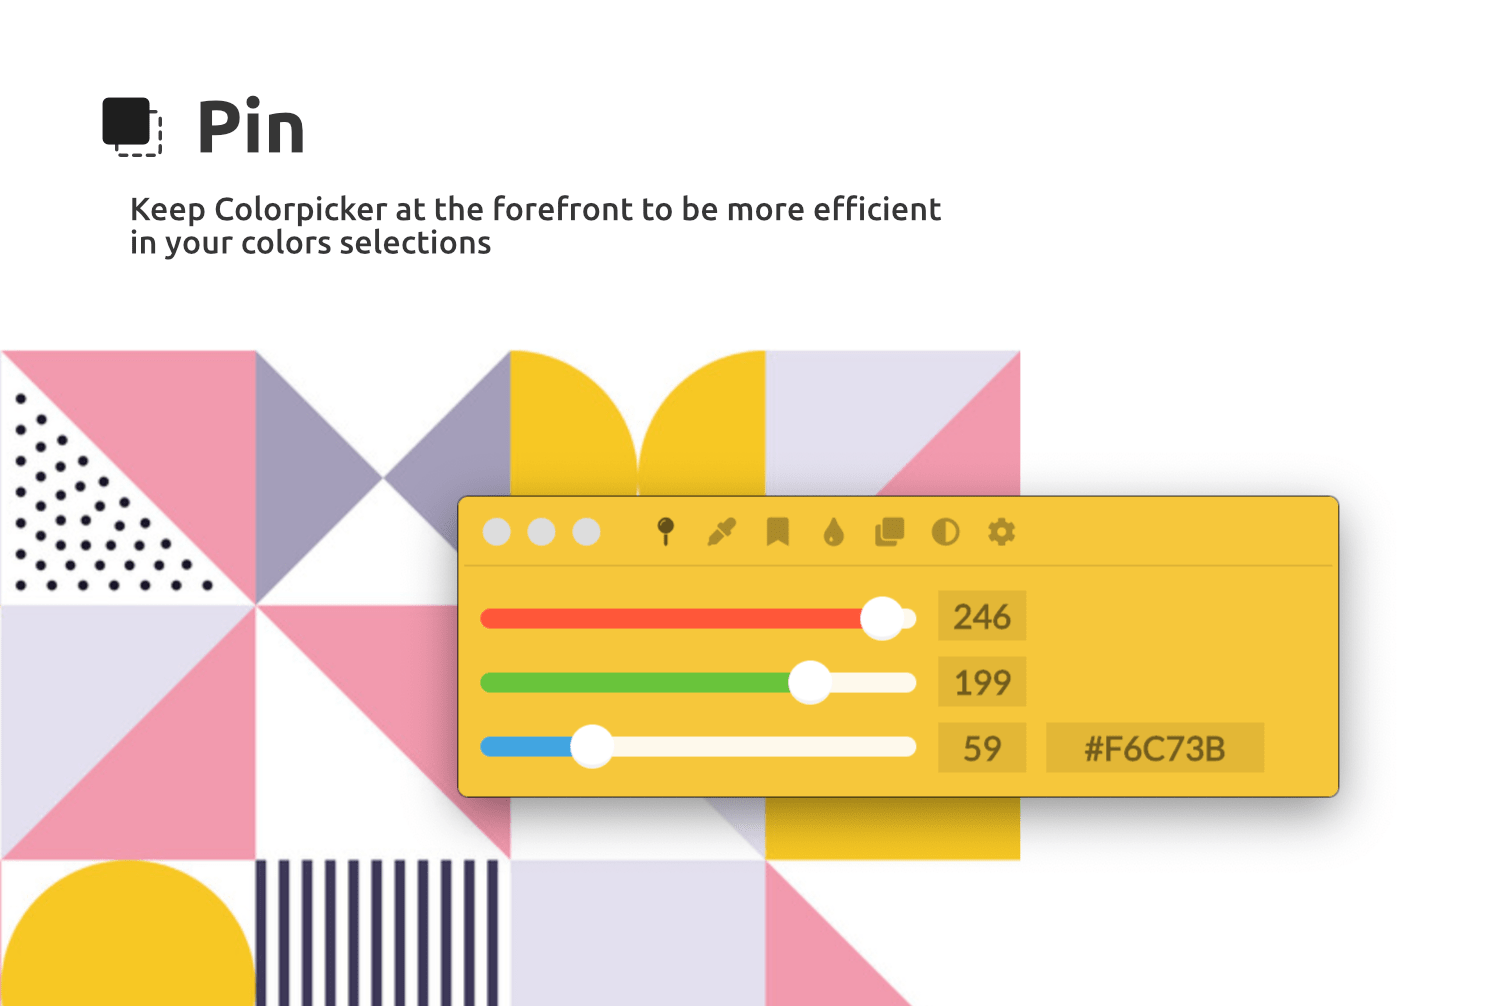 Pin
Keep Colorpicker at the forefront to be more efficient
in your colors selections
246
199
59
#F6C73B